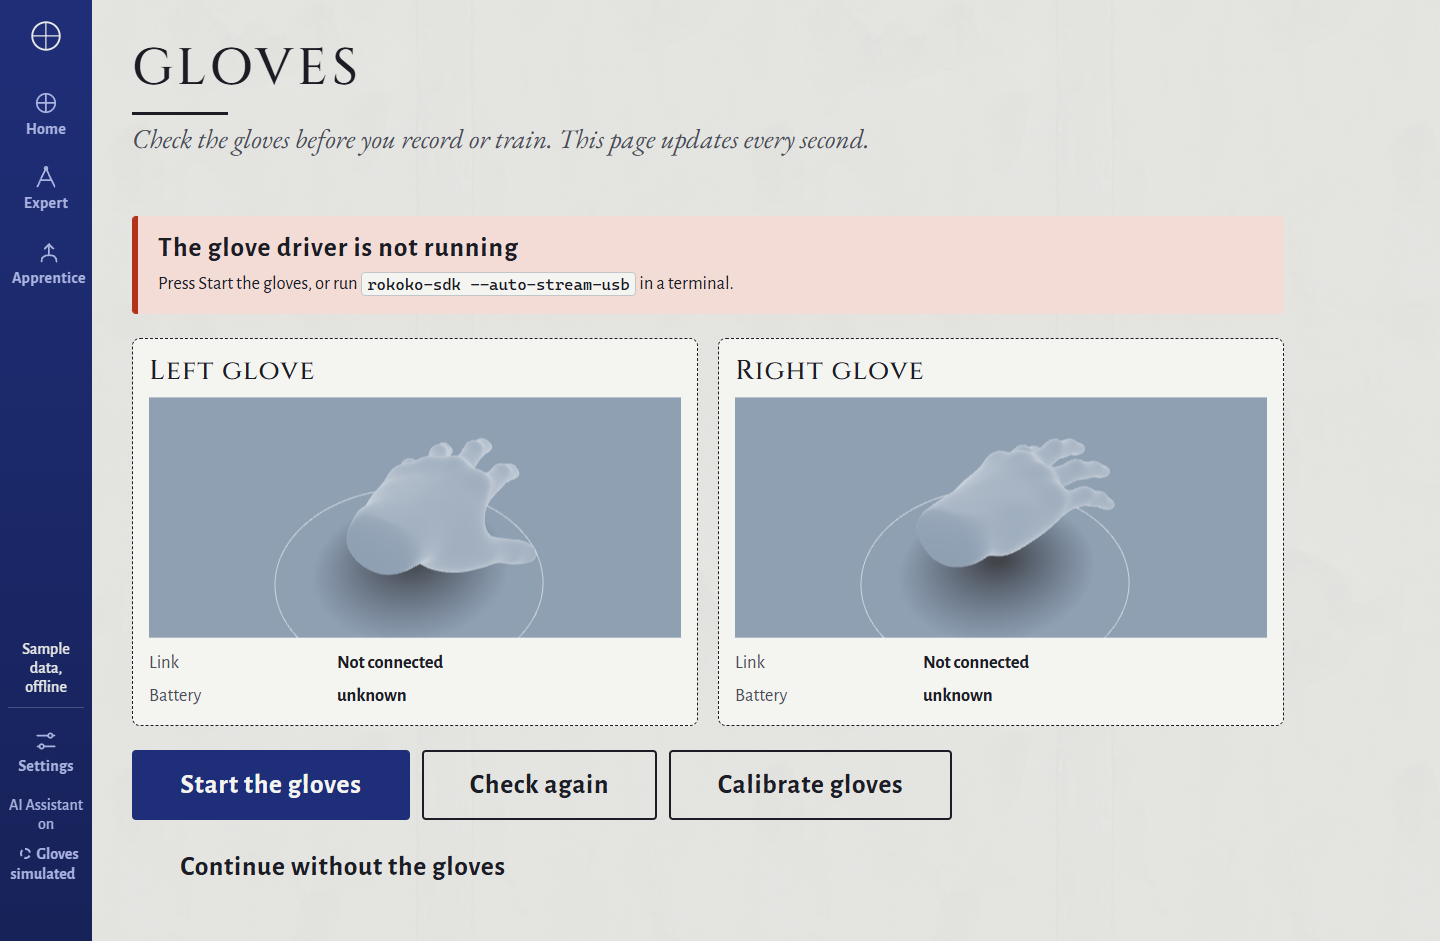 GLOVES
Check the gloves before you record or train. This page updates every second.
Home
Expert
Apprentice
The glove driver is not running
Press Start the gloves, or run rokoko-sdk --auto-stream-usb in a terminal.
Left glove
Link Not connected
Battery unknown
Right glove
Link Not connected
Battery unknown
Start the gloves
Check again
Calibrate gloves
Continue without the gloves
Sample
data,
offline
Settings
AI Assistant
on
Gloves
simulated